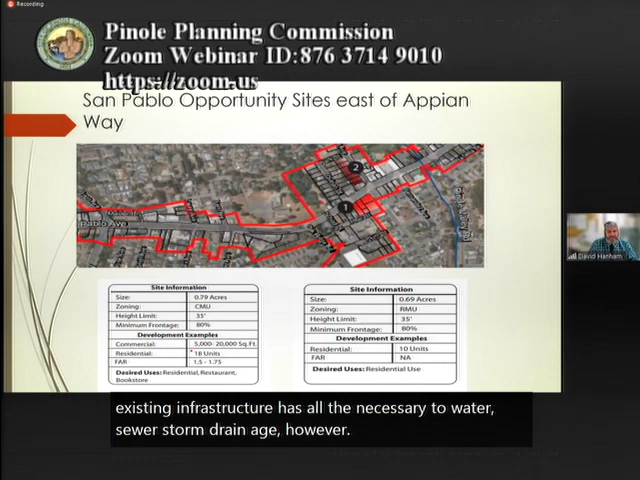 Recording
Pinole Planning Commission
Zoom Webinar ID:876 3714 9010
https://zoom.us
San Pablo Opportunity Sites east of Appian
Way
2
1
Pablo Ave
David Hanham
Site Information
Size: 0.79 Acres
Zoning: CMU
Height Limit: 35'
Minimum Frontage: 80%
Development Examples
Commercial: 5,000-20,000 Sq.Ft.
Residential: 18 Units
FAR 1.5 - 1.75
Desired Uses: Residential, Restaurant,
Bookstore
Site Information
Size: 0.69 Acres
Zoning: RMU
Height Limit: 35'
Minimum Frontage: 80%
Development Examples
Residential: 10 Units
FAR NA
Desired Uses: Residential Use
existing infrastructure has all the necessary to water,
sewer storm drain age, however.